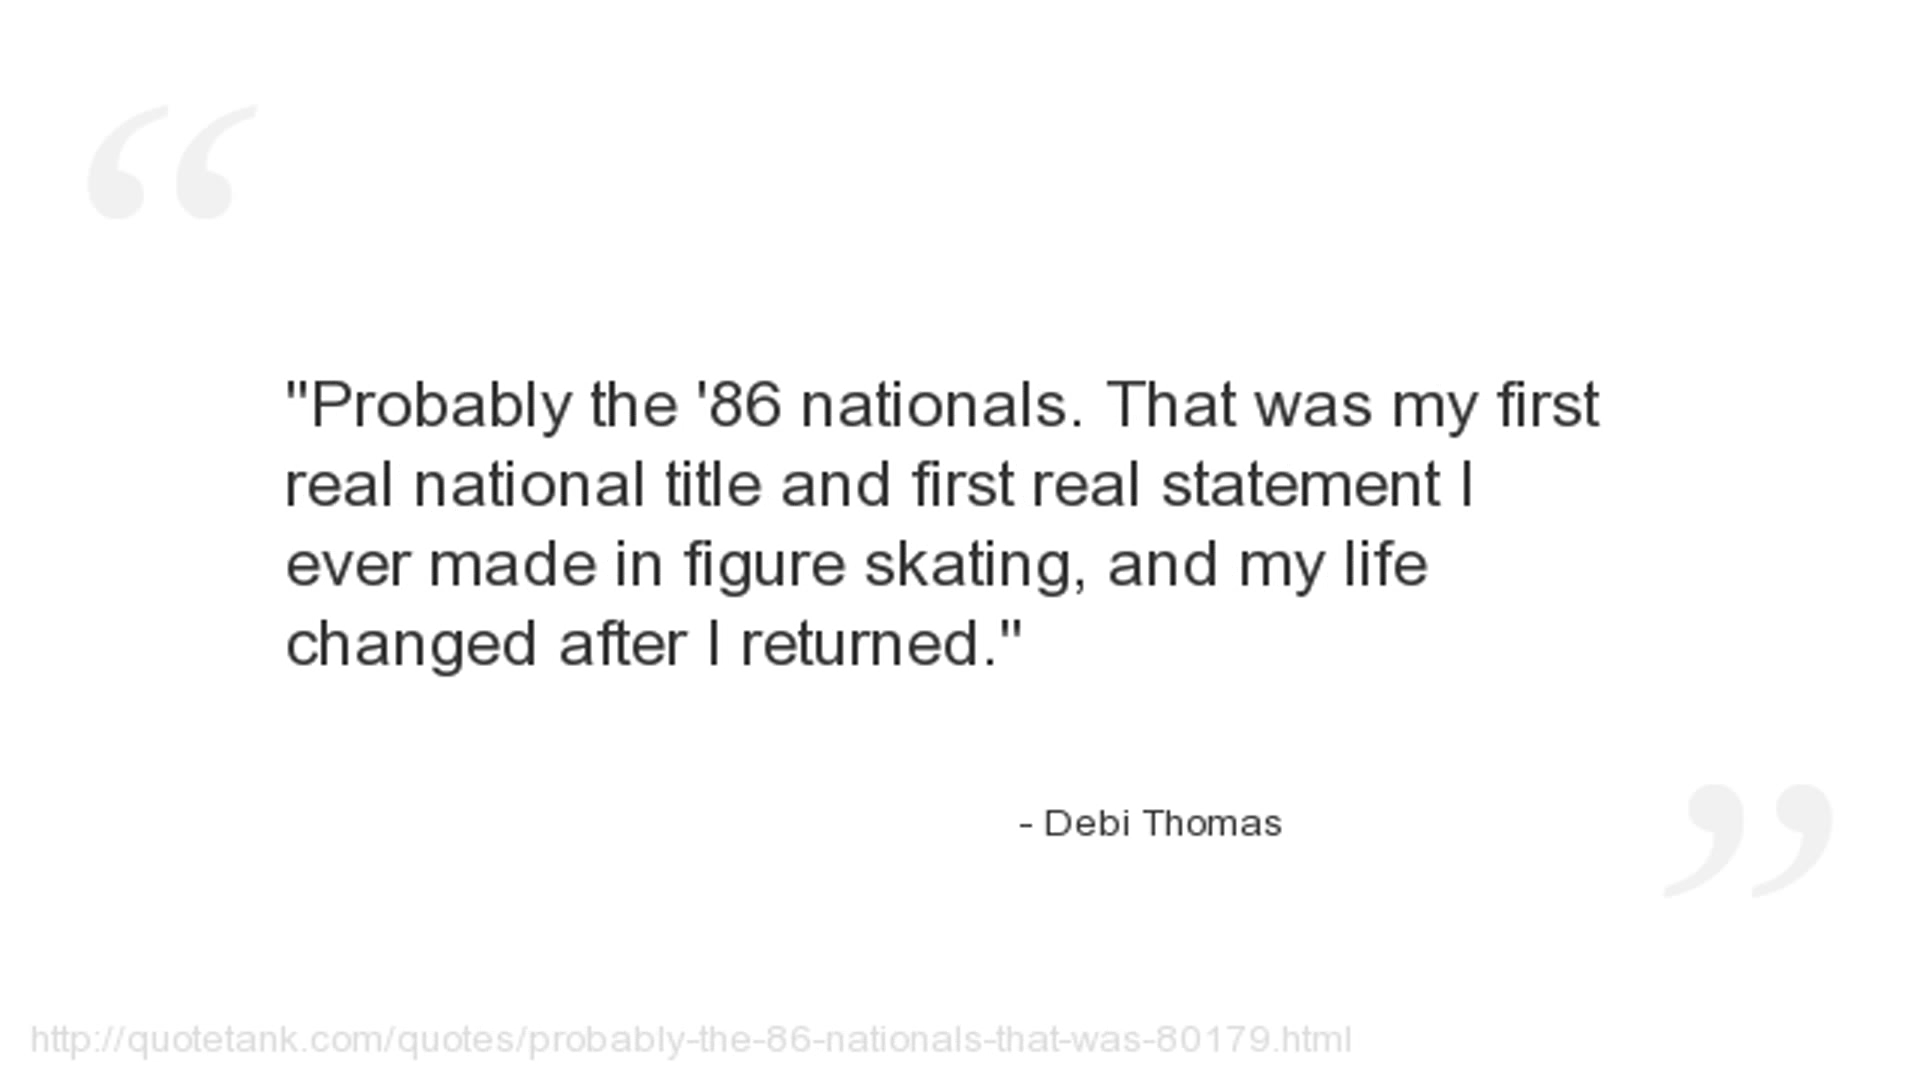 "Probably the '86 nationals. That was my first
real national title and first real statement I
ever made in figure skating, and my life
changed after I returned."
- Debi Thomas
http://quotetank.com/quotes/probably-the-86-nationals-that-was-80179.html